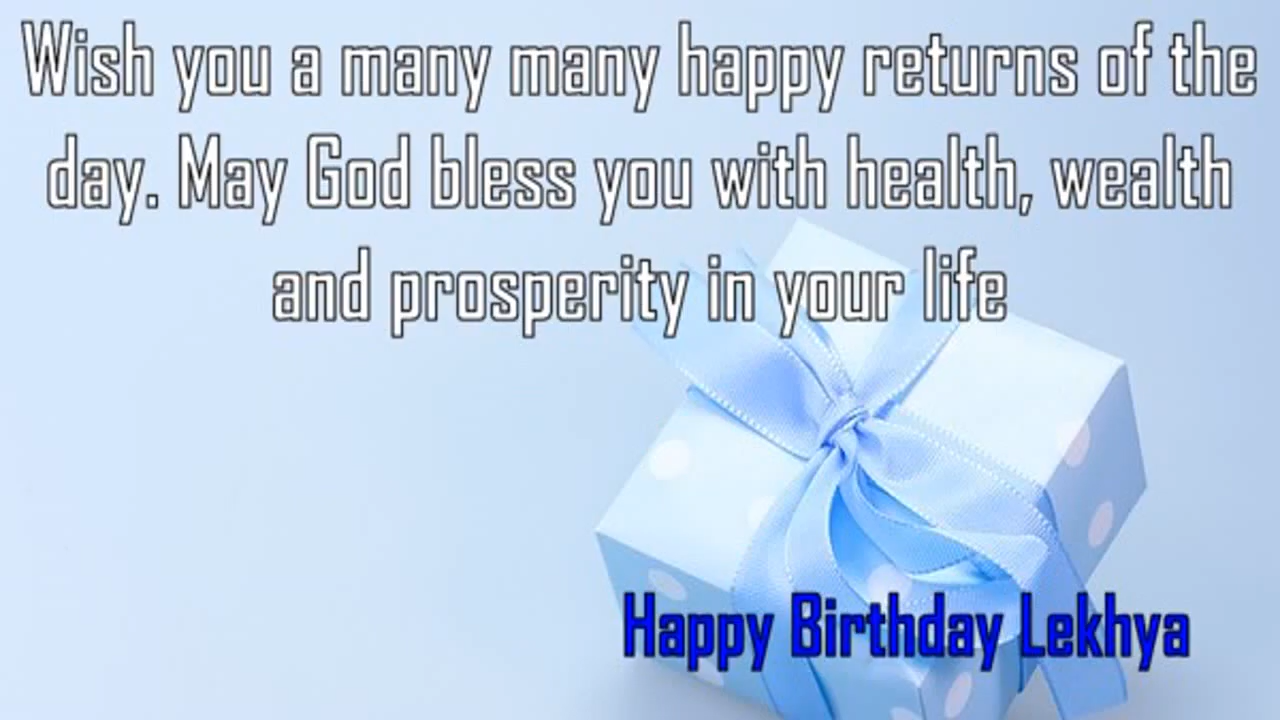 Wish you a many many happy returns of the
day. May God bless you with health, wealth
and prosperity in your life
Happy Birthday Lekhya